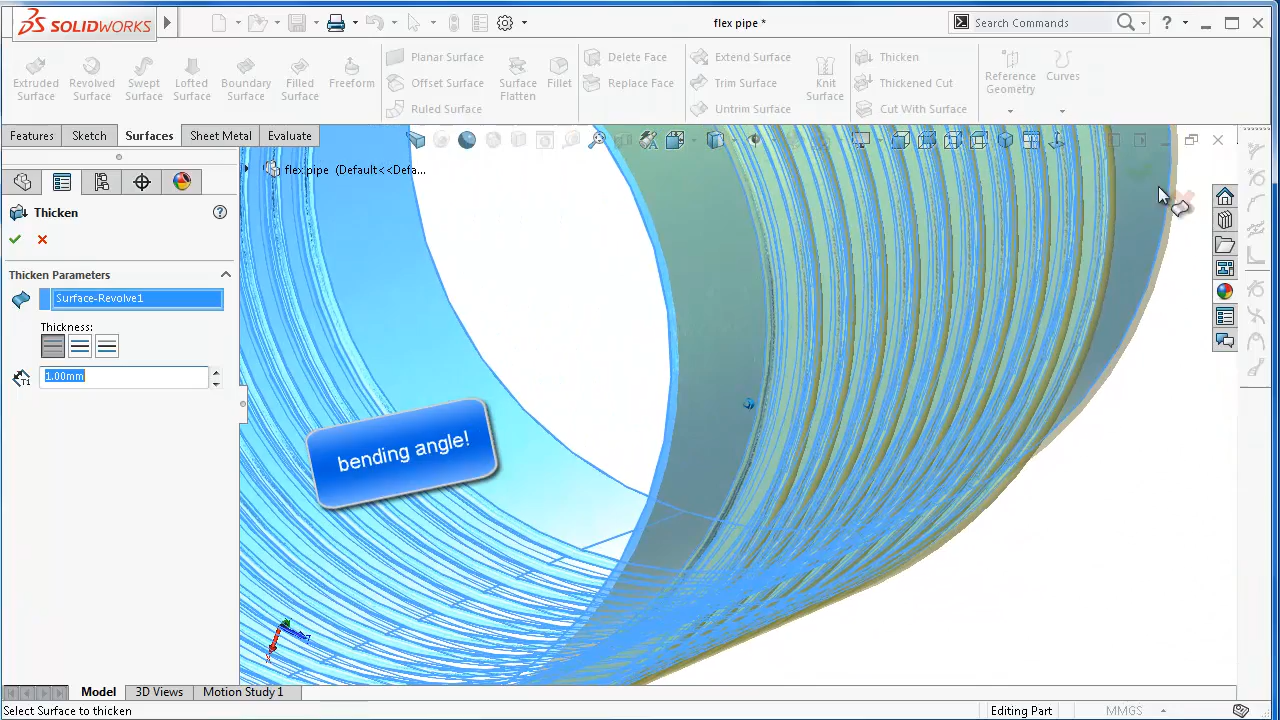 SOLIDWORKS
flex pipe *
Search Commands
?
Extruded Surface
Revolved Surface
Swept Surface
Lofted Surface
Boundary Surface
Filled Surface
Freeform
Planar Surface
Offset Surface
Ruled Surface
Surface Flatten
Fillet
Delete Face
Replace Face
Extend Surface
Trim Surface
Untrim Surface
Knit Surface
Thicken
Thickened Cut
Cut With Surface
Reference Geometry
Curves
Features
Sketch
Surfaces
Sheet Metal
Evaluate
flex pipe (Default<<Defa...
Thicken
?
Thicken Parameters
Surface-Revolve1
Thickness:
T1
1.00mm
bending angle!
Model
3D Views
Motion Study 1
Select Surface to thicken
Editing Part
MMGS